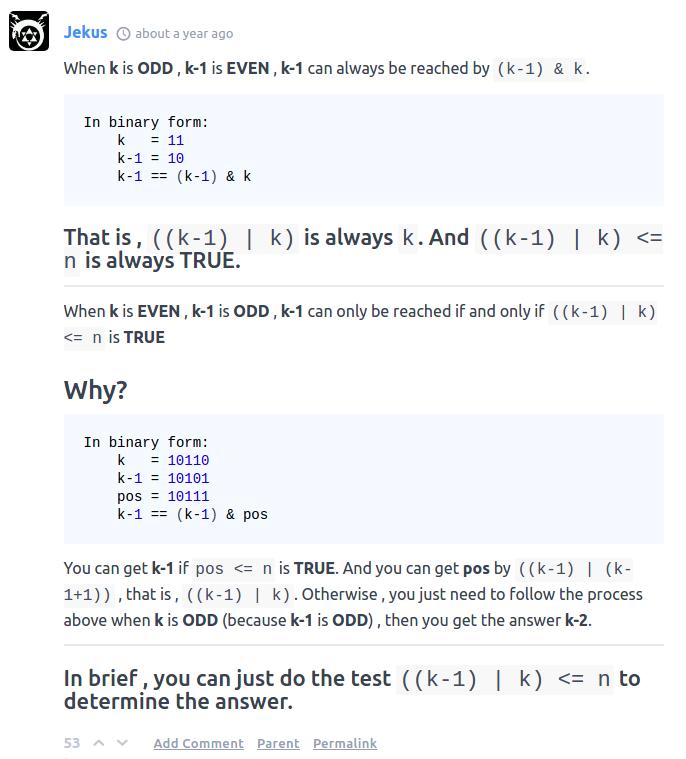 Jekus about a year ago
When k is ODD , k-1 is EVEN , k-1 can always be reached by (k-1) & k.
In binary form:
k   = 11
k-1 = 10
k-1 == (k-1) & k
That is , ((k-1) | k) is always k. And ((k-1) | k) <=
n is always TRUE.
When k is EVEN , k-1 is ODD , k-1 can only be reached if and only if ((k-1) | k)
<= n is TRUE
Why?
In binary form:
k   = 10110
k-1 = 10101
pos = 10111
k-1 == (k-1) & pos
You can get k-1 if pos <= n is TRUE. And you can get pos by ((k-1) | (k-
1+1)) , that is , ((k-1) | k). Otherwise , you just need to follow the process
above when k is ODD (because k-1 is ODD) , then you get the answer k-2.
In brief , you can just do the test ((k-1) | k) <= n to
determine the answer.
53 Add Comment Parent Permalink